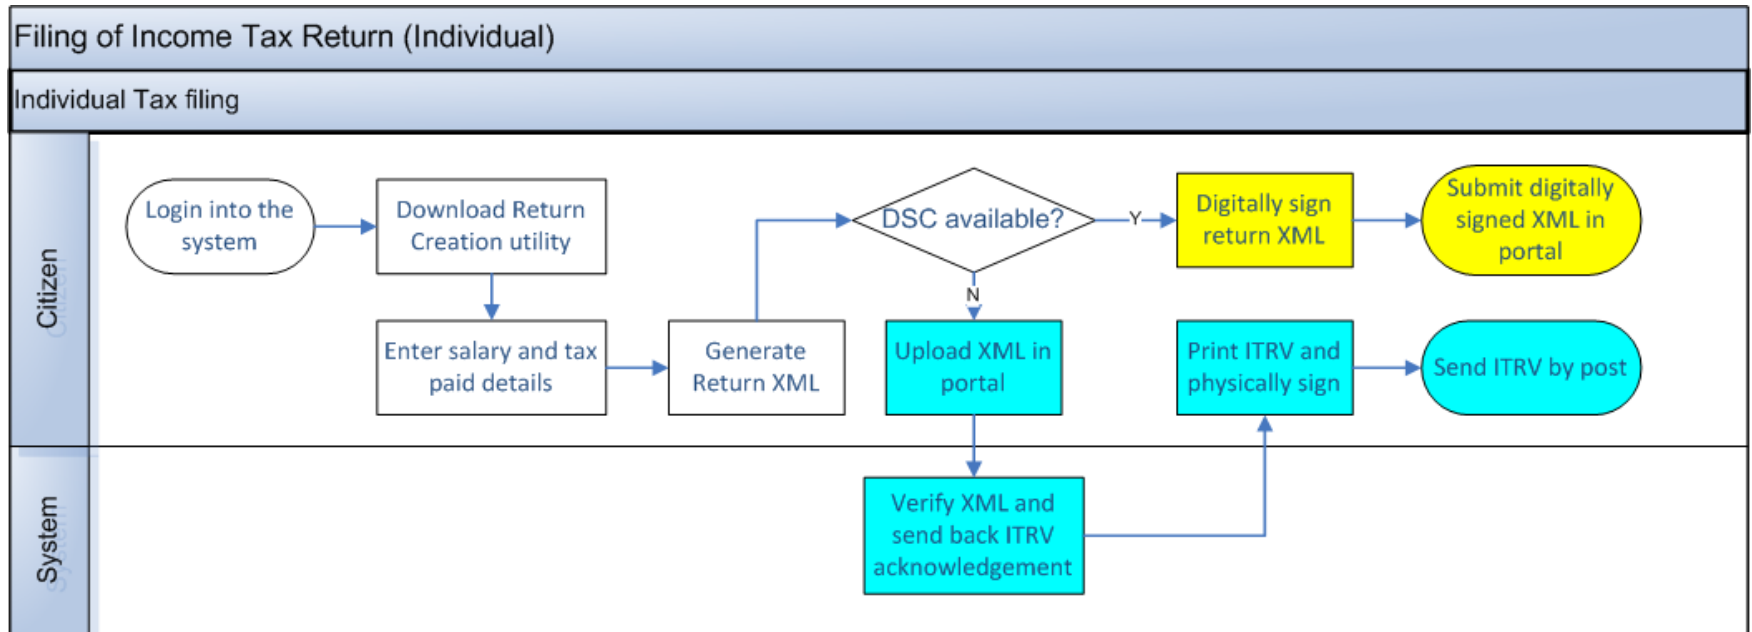 Filing of Income Tax Return (Individual)
Individual Tax filing
Citizen
Login into the
system
Download Return
Creation utility
Enter salary and tax
paid details
Generate
Return XML
DSC available?
Y
N
Digitally sign
return XML
Submit digitally
signed XML in
portal
Upload XML in
portal
Print ITRV and
physically sign
Send ITRV by post
System
Verify XML and
send back ITRV
acknowledgement